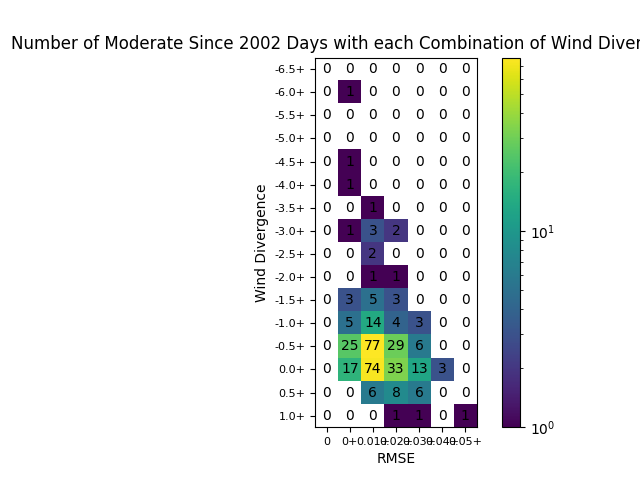 Number of Moderate Since 2002 Days with each Combination of Wind Diver
Wind Divergence
-6.5+ 0 0 0 0 0 0 0
-6.0+ 0 1 0 0 0 0 0
-5.5+ 0 0 0 0 0 0 0
-5.0+ 0 0 0 0 0 0 0
-4.5+ 0 1 0 0 0 0 0
-4.0+ 0 1 0 0 0 0 0
-3.5+ 0 0 1 0 0 0 0
-3.0+ 0 1 3 2 0 0 0
-2.5+ 0 0 2 0 0 0 0
-2.0+ 0 0 1 1 0 0 0
-1.5+ 0 3 5 3 0 0 0
-1.0+ 0 5 14 4 3 0 0
-0.5+ 0 25 77 29 6 0 0
0.0+ 0 17 74 33 13 3 0
0.5+ 0 0 6 8 6 0 0
1.0+ 0 0 0 1 1 0 1
0 0+
RMSE
10¹
10⁰